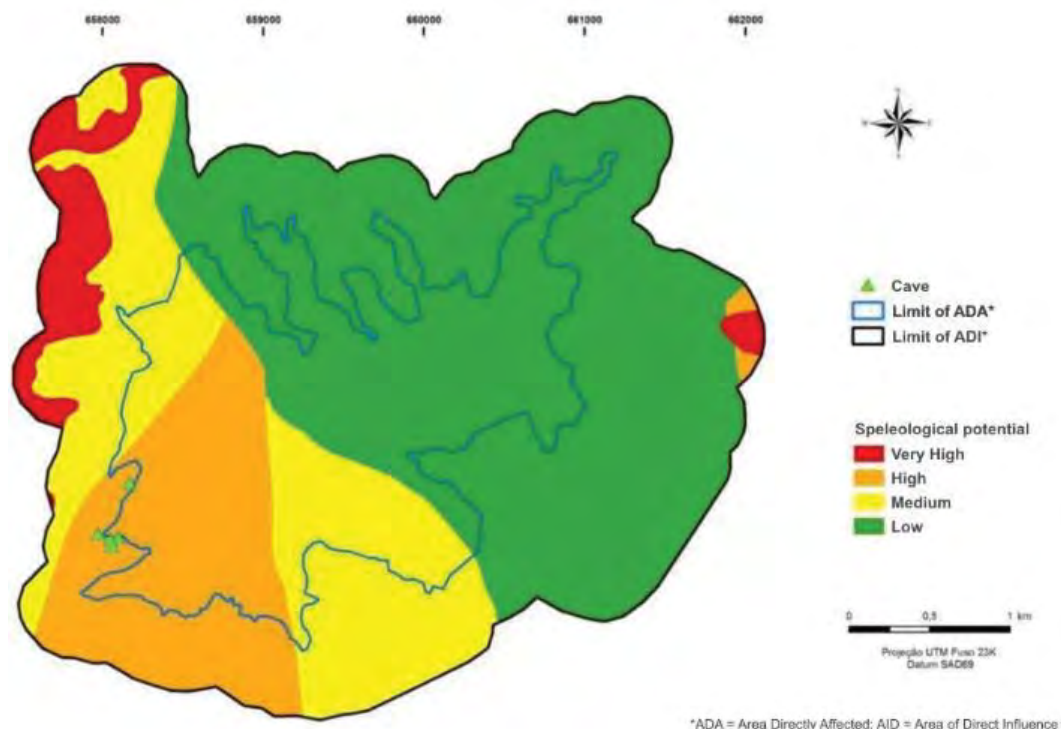 658000 659000 660000 661000 662000
N
W E
S
Cave
Limit of ADA*
Limit of ADI*
Speleological potential
Very High
High
Medium
Low
0 0,5 1 km
Projeção UTM Fuso 23K
Datum SAD69
*ADA = Area Directly Affected; AID = Area of Direct Influence